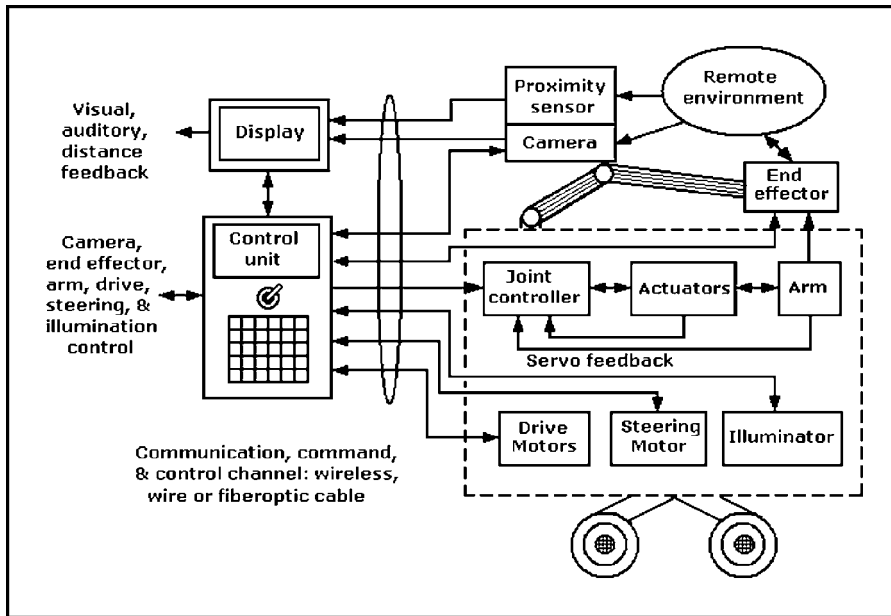 Visual,
auditory,
distance
feedback
Display
Proximity
sensor
Camera
Remote
environment
End
effector
Camera,
end effector,
arm, drive,
steering, &
illumination
control
Control
unit
Joint
controller
Actuators
Arm
Servo feedback
Drive
Motors
Steering
Motor
Illuminator
Communication, command,
& control channel: wireless,
wire or fiberoptic cable